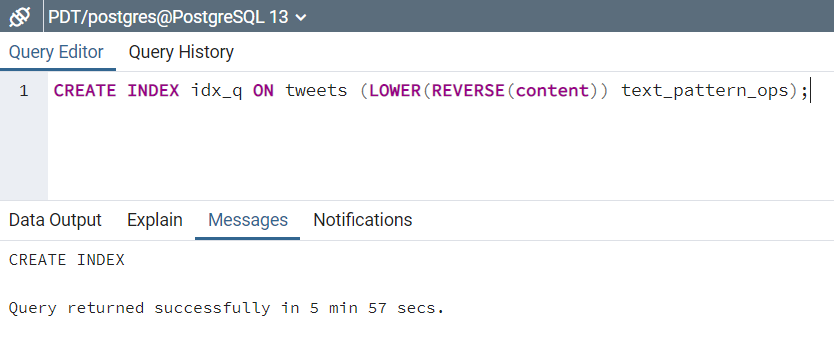 PDT/postgres@PostgreSQL 13
Query Editor Query History
1 CREATE INDEX idx_q ON tweets (LOWER(REVERSE(content)) text_pattern_ops);
Data Output Explain Messages Notifications
CREATE INDEX
Query returned successfully in 5 min 57 secs.